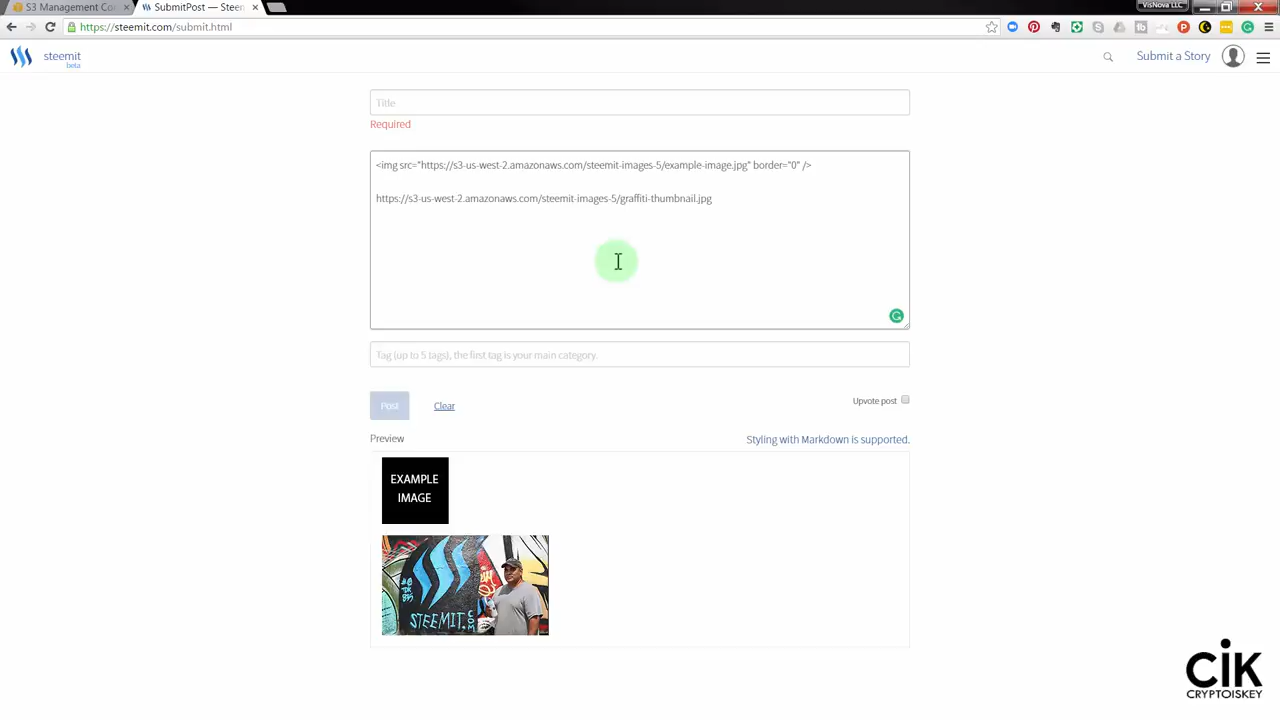 S3 Management Co
SubmitPost — Steem
VisNova LLC
https://steemit.com/submit.html
steemit
beta
Submit a Story
Title
Required
<img src="https://s3-us-west-2.amazonaws.com/steemit-images-5/example-image.jpg" border="0" />
https://s3-us-west-2.amazonaws.com/steemit-images-5/graffiti-thumbnail.jpg
Tag (up to 5 tags), the first tag is your main category.
Post
Clear
Upvote post
Preview
Styling with Markdown is supported.
EXAMPLE
IMAGE
STEEMIT.
CiK
CRYPTOISKEY